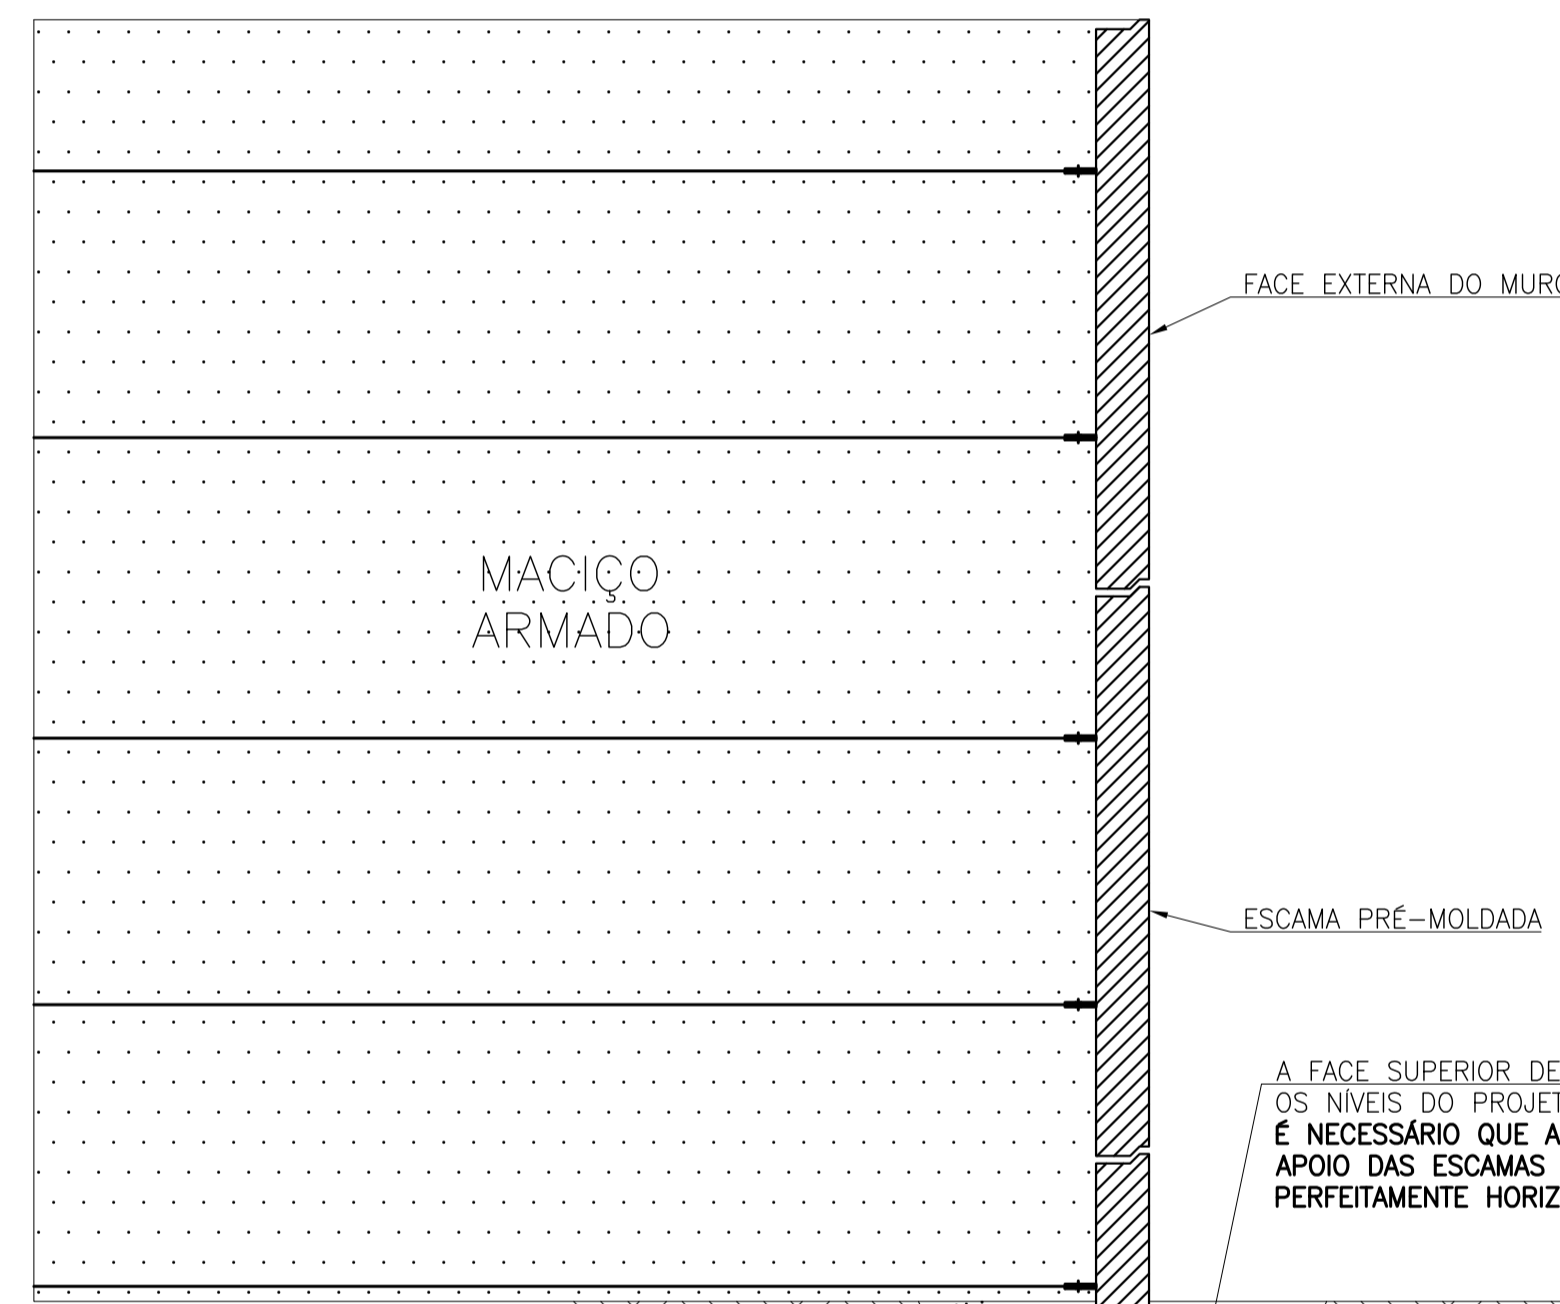 FACE EXTERNA DO MURO
MACIÇO
ARMADO
ESCAMA PRÉ-MOLDADA
A FACE SUPERIOR DE
OS NÍVEIS DO PROJET
É NECESSÁRIO QUE A
APOIO DAS ESCAMAS
PERFEITAMENTE HORIZ